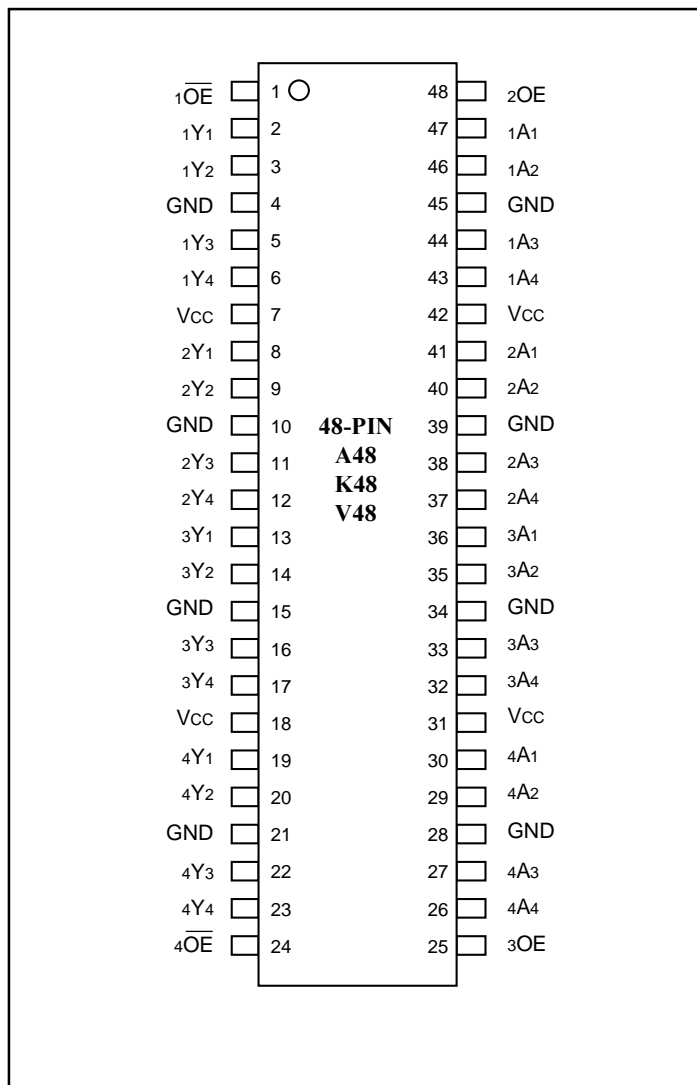 1O̅E̅ 1 48 2OE
1Y1 2 47 1A1
1Y2 3 46 1A2
GND 4 45 GND
1Y3 5 44 1A3
1Y4 6 43 1A4
VCC 7 42 VCC
2Y1 8 41 2A1
2Y2 9 40 2A2
GND 10 48-PIN 39 GND
2Y3 11 A48 38 2A3
K48
2Y4 12 37 2A4
V48
3Y1 13 36 3A1
3Y2 14 35 3A2
GND 15 34 GND
3Y3 16 33 3A3
3Y4 17 32 3A4
VCC 18 31 VCC
4Y1 19 30 4A1
4Y2 20 29 4A2
GND 21 28 GND
4Y3 22 27 4A3
4Y4 23 26 4A4
4O̅E̅ 24 25 3OE